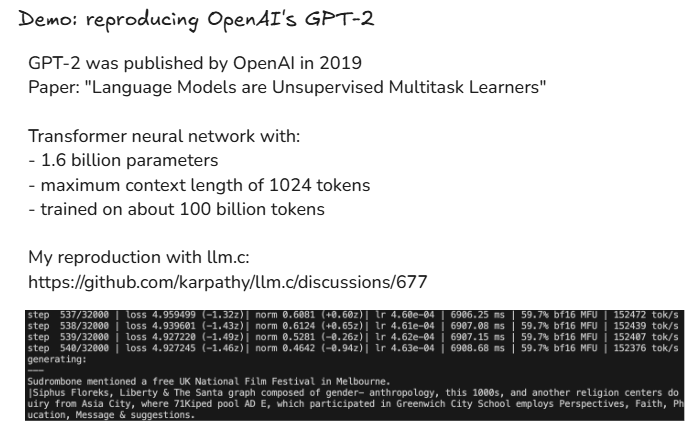 Demo: reproducing OpenAI's GPT-2
GPT-2 was published by OpenAI in 2019
Paper: "Language Models are Unsupervised Multitask Learners"
Transformer neural network with:
- 1.6 billion parameters
- maximum context length of 1024 tokens
- trained on about 100 billion tokens
My reproduction with llm.c:
https://github.com/karpathy/llm.c/discussions/677
step 537/32000 | loss 4.959499 (-1.32z)| norm 0.6081 (+0.60z)| lr 4.60e-04 | 6906.25 ms | 59.7% bf16 MFU | 152472 tok/s
step 538/32000 | loss 4.939601 (-1.43z)| norm 0.6124 (+0.65z)| lr 4.61e-04 | 6907.08 ms | 59.7% bf16 MFU | 152439 tok/s
step 539/32000 | loss 4.927220 (-1.49z)| norm 0.5281 (-0.26z)| lr 4.62e-04 | 6907.15 ms | 59.7% bf16 MFU | 152407 tok/s
step 540/32000 | loss 4.927245 (-1.46z)| norm 0.4642 (-0.94z)| lr 4.63e-04 | 6908.68 ms | 59.7% bf16 MFU | 152376 tok/s
generating:
---
Sudrombone mentioned a free UK National Film Festival in Melbourne.
|Siphus Floreks, Liberty & The Santa graph composed of gender– anthropology, this 1000s, and another religion centers do
uiry from Asia City, where 71Kiped pool AD E, which participated in Greenwich City School employs Perspectives, Faith, Ph
ucation, Message & suggestions.